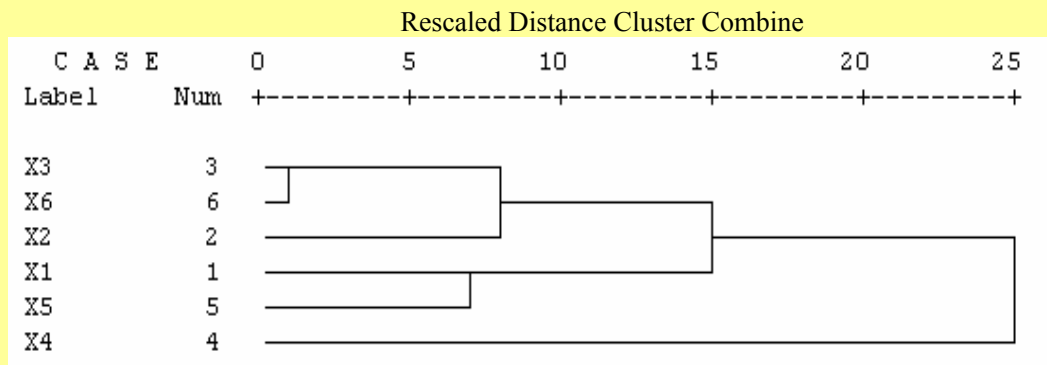 Rescaled Distance Cluster Combine
C A S E 0 5 10 15 20 25
Label Num +---------+---------+---------+---------+---------+
X3 3
X6 6
X2 2
X1 1
X5 5
X4 4